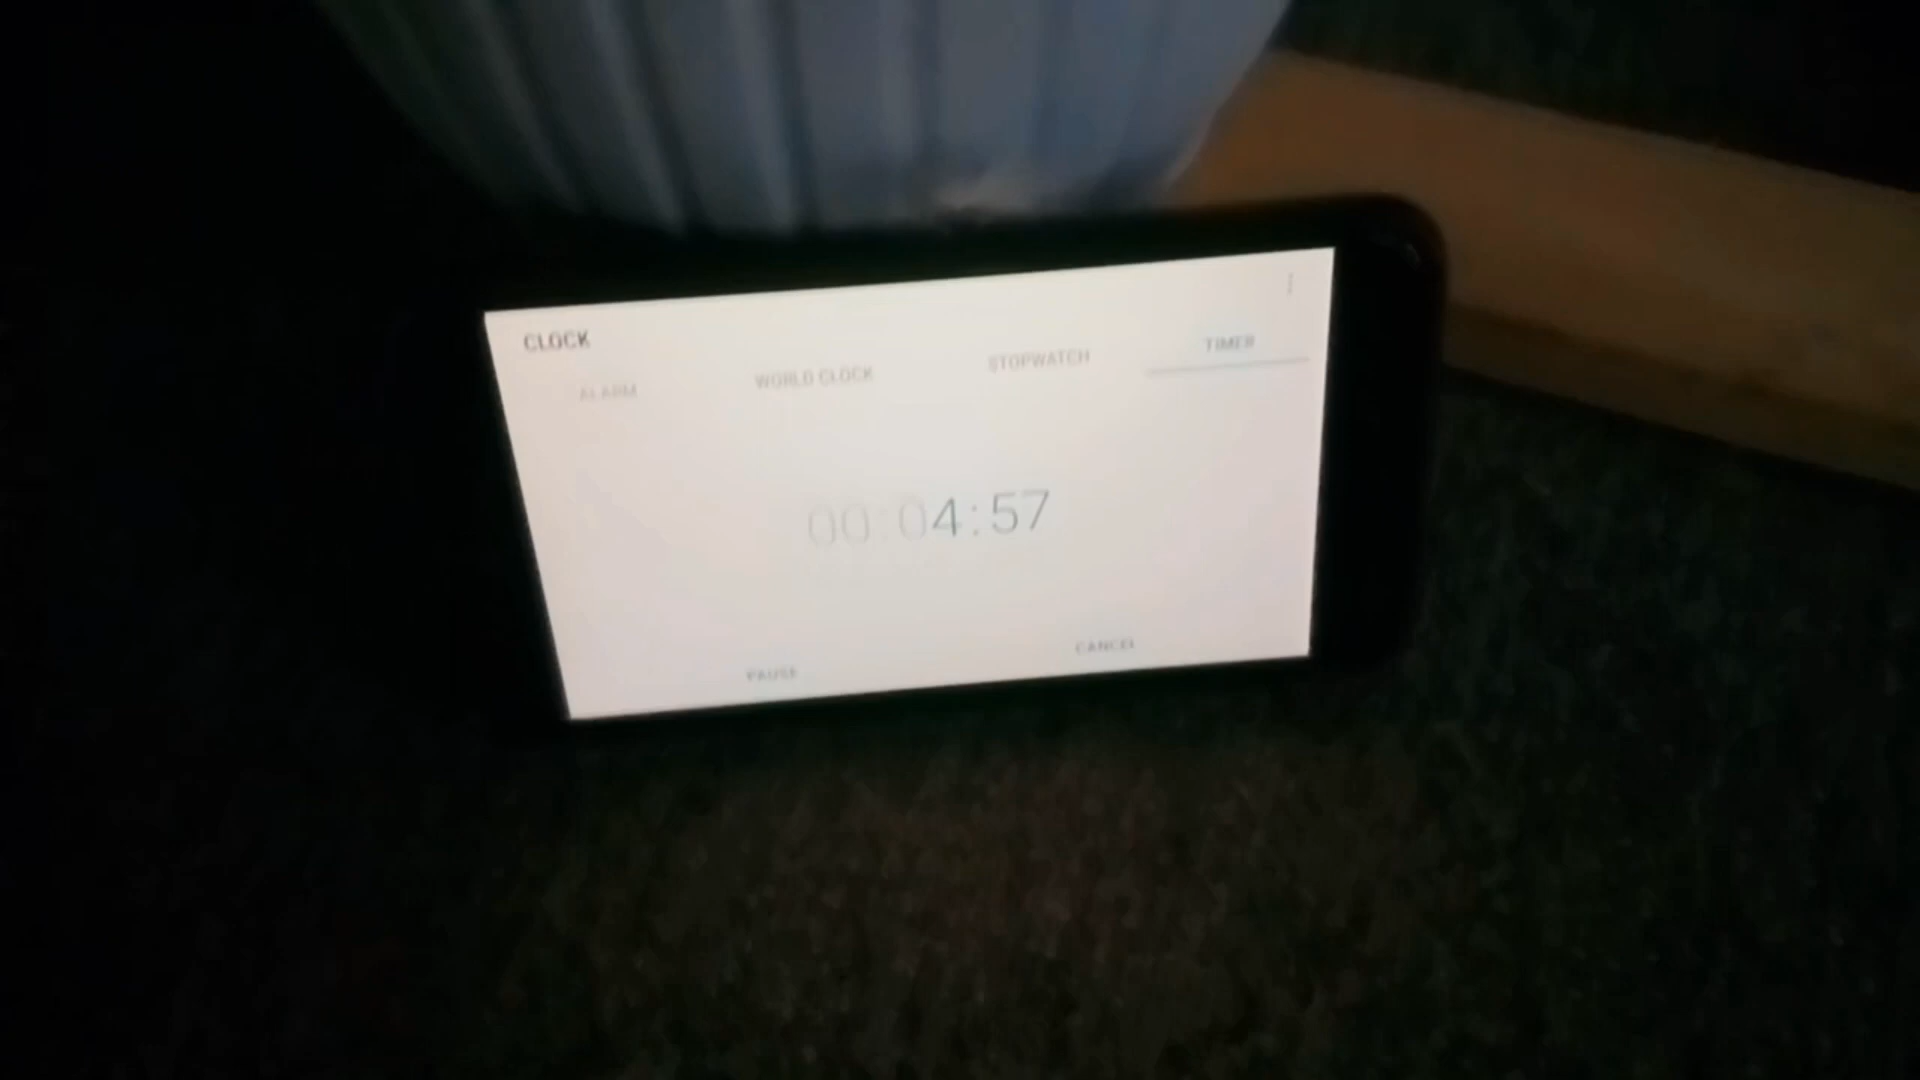 CLOCK
ALARM WORLD CLOCK STOPWATCH TIMER
00:04:57
PAUSE CANCEL